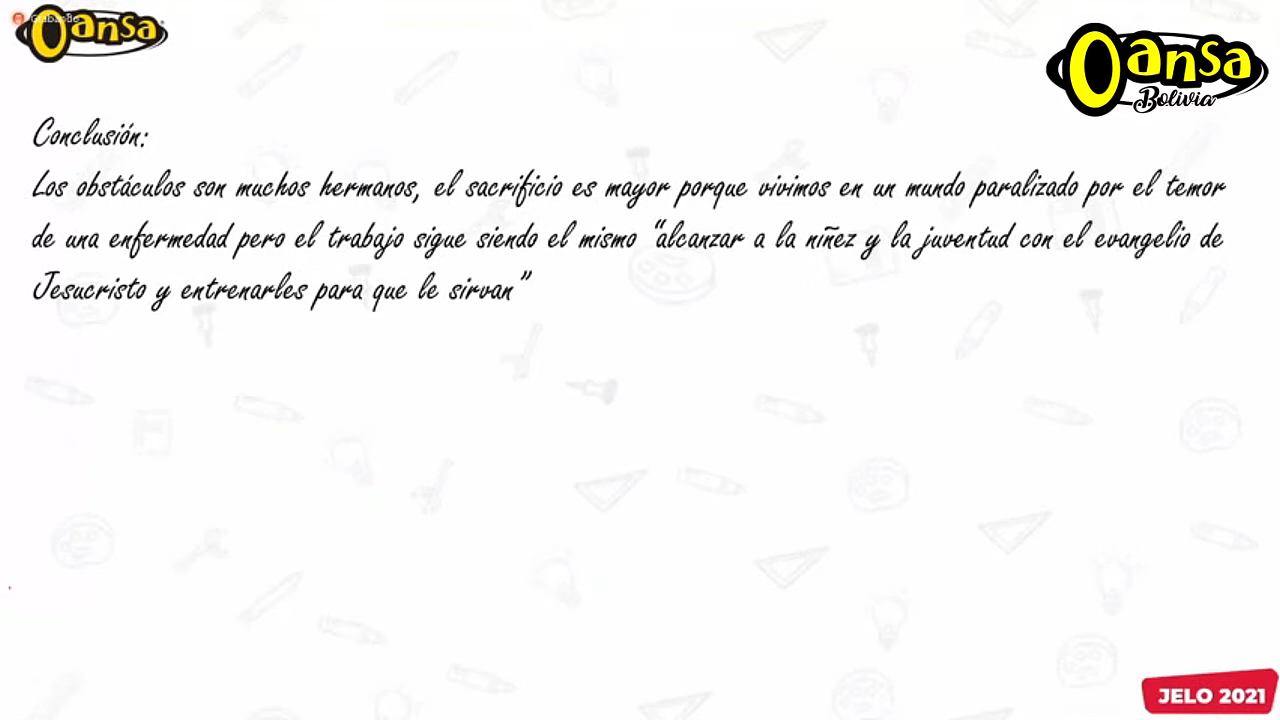 Oansa
Oansa
Bolivia
Conclusión:
Los obstáculos son muchos hermanos, el sacrificio es mayor porque vivimos en un mundo paralizado por el temor
de una enfermedad pero el trabajo sigue siendo el mismo “alcanzar a la niñez y la juventud con el evangelio de
Jesucristo y entrenarles para que le sirvan”
JELO 2021